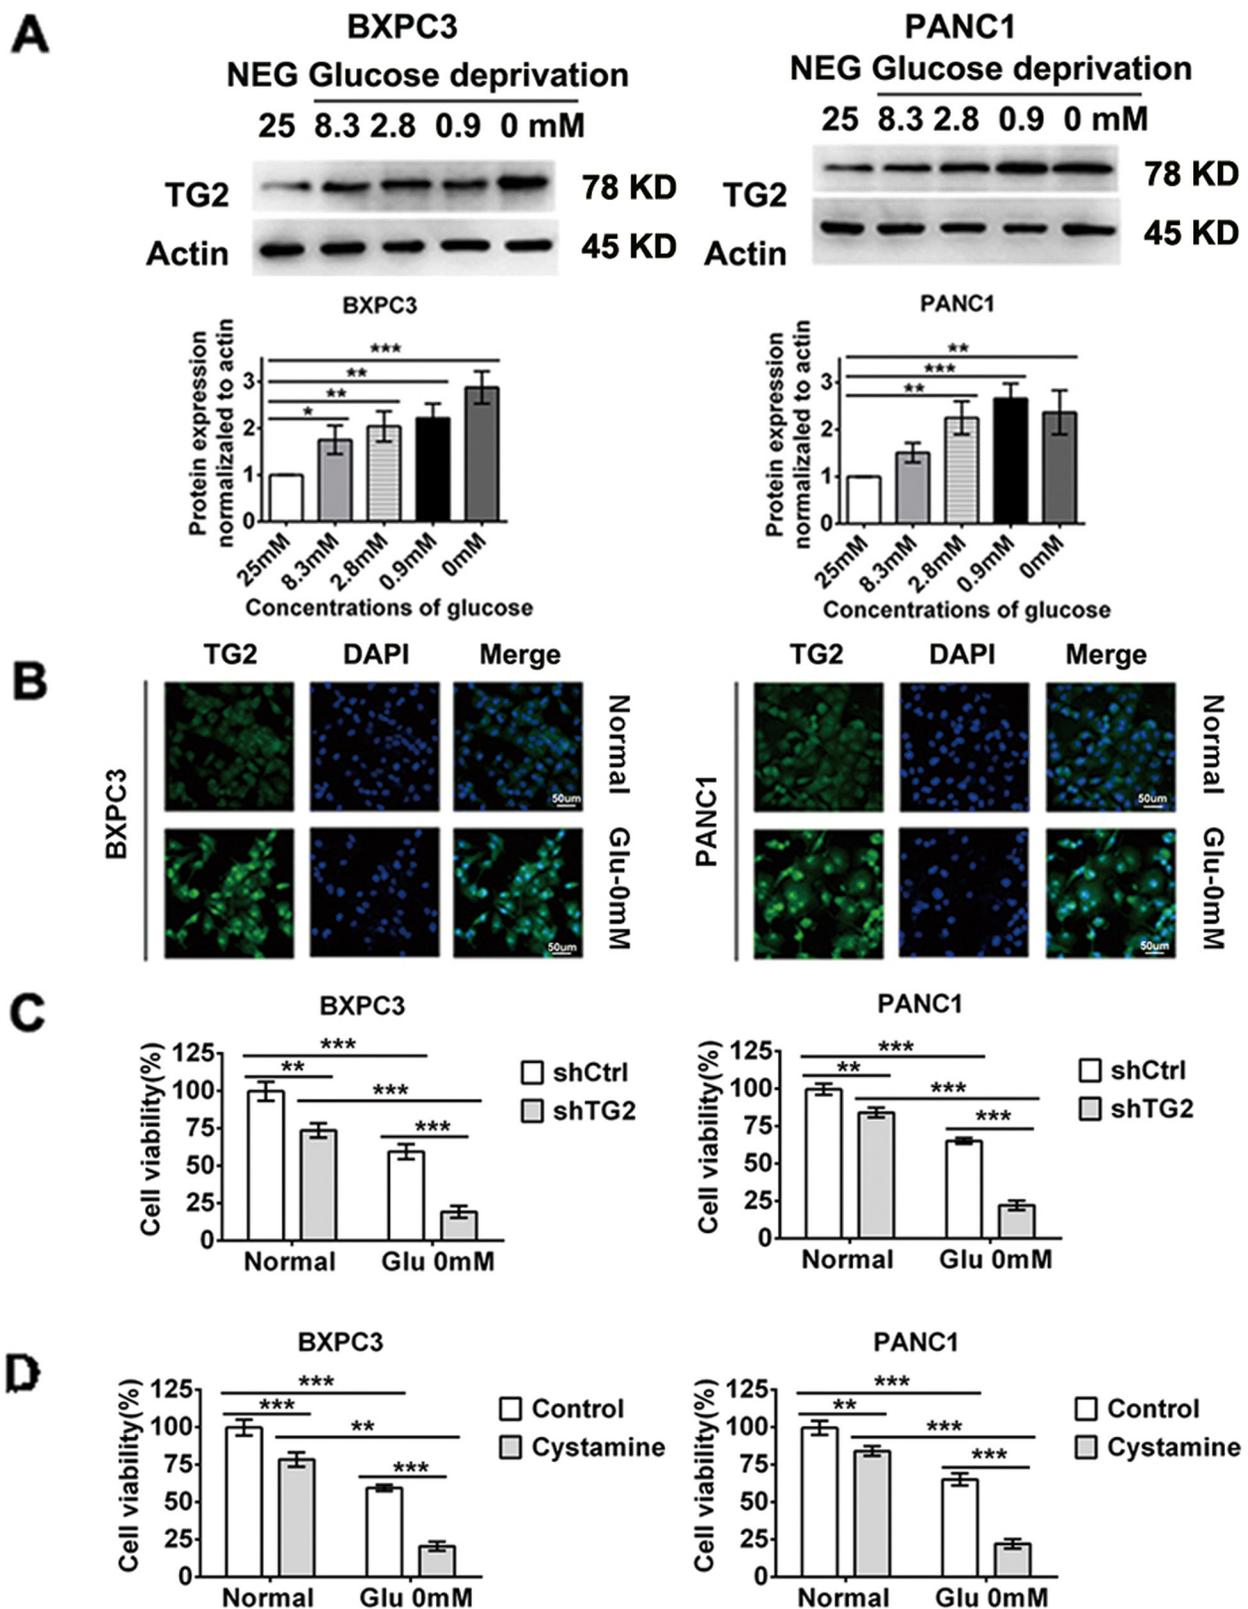 A
BXPC3
NEG Glucose deprivation
25 8.3 2.8 0.9 0 mM
TG2
78 KD
Actin
45 KD
PANC1
NEG Glucose deprivation
25 8.3 2.8 0.9 0 mM
TG2
78 KD
Actin
45 KD
BXPC3
Protein expression
normalizaled to actin
3
2
1
0
***
**
**
*
25mM
8.3mM
2.8mM
0.9mM
0mM
Concentrations of glucose
PANC1
Protein expression
normalizaled to actin
3
2
1
0
**
***
**
25mM
8.3mM
2.8mM
0.9mM
0mM
Concentrations of glucose
B
TG2 DAPI Merge
BXPC3
Normal
50um
Glu-0mM
50um
TG2 DAPI Merge
PANC1
Normal
50um
Glu-0mM
50um
C
BXPC3
Cell viability(%)
125
100
75
50
25
0
***
**
***
***
shCtrl
shTG2
Normal Glu 0mM
PANC1
Cell viability(%)
125
100
75
50
25
0
***
**
***
***
shCtrl
shTG2
Normal Glu 0mM
D
BXPC3
Cell viability(%)
125
100
75
50
25
0
***
***
**
***
Control
Cystamine
Normal Glu 0mM
PANC1
Cell viability(%)
125
100
75
50
25
0
***
**
***
***
Control
Cystamine
Normal Glu 0mM